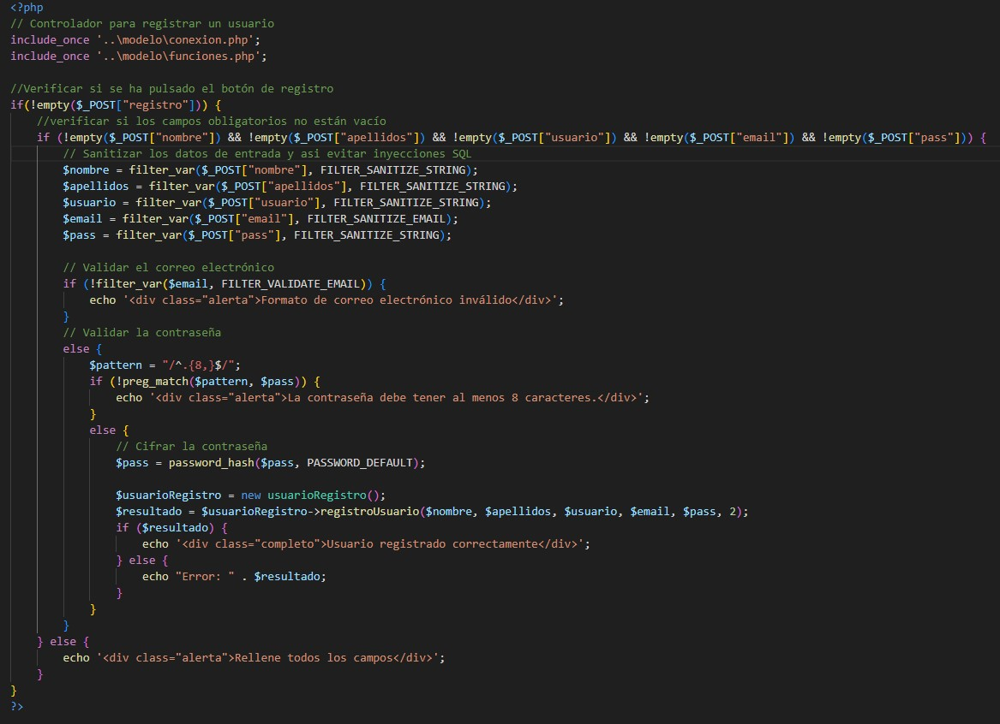 <?php
// Controlador para registrar un usuario
include_once '..\modelo\conexion.php';
include_once '..\modelo\funciones.php';

//Verificar si se ha pulsado el botón de registro
if(!empty($_POST["registro"])) {
    //verificar si los campos obligatorios no están vacío
    if (!empty($_POST["nombre"]) && !empty($_POST["apellidos"]) && !empty($_POST["usuario"]) && !empty($_POST["email"]) && !empty($_POST["pass"])) {
        // Sanitizar los datos de entrada y asi evitar inyecciones SQL
        $nombre = filter_var($_POST["nombre"], FILTER_SANITIZE_STRING);
        $apellidos = filter_var($_POST["apellidos"], FILTER_SANITIZE_STRING);
        $usuario = filter_var($_POST["usuario"], FILTER_SANITIZE_STRING);
        $email = filter_var($_POST["email"], FILTER_SANITIZE_EMAIL);
        $pass = filter_var($_POST["pass"], FILTER_SANITIZE_STRING);

        // Validar el correo electrónico
        if (!filter_var($email, FILTER_VALIDATE_EMAIL)) {
            echo '<div class="alerta">Formato de correo electrónico inválido</div>';
        }
        // Validar la contraseña
        else {
            $pattern = "/^.{8,}$/";
            if (!preg_match($pattern, $pass)) {
                echo '<div class="alerta">La contraseña debe tener al menos 8 caracteres.</div>';
            }
            else {
                // Cifrar la contraseña
                $pass = password_hash($pass, PASSWORD_DEFAULT);

                $usuarioRegistro = new usuarioRegistro();
                $resultado = $usuarioRegistro->registroUsuario($nombre, $apellidos, $usuario, $email, $pass, 2);
                if ($resultado) {
                    echo '<div class="completo">Usuario registrado correctamente</div>';
                } else {
                    echo "Error: " . $resultado;
                }
            }
        }
    } else {
        echo '<div class="alerta">Rellene todos los campos</div>';
    }
}
?>